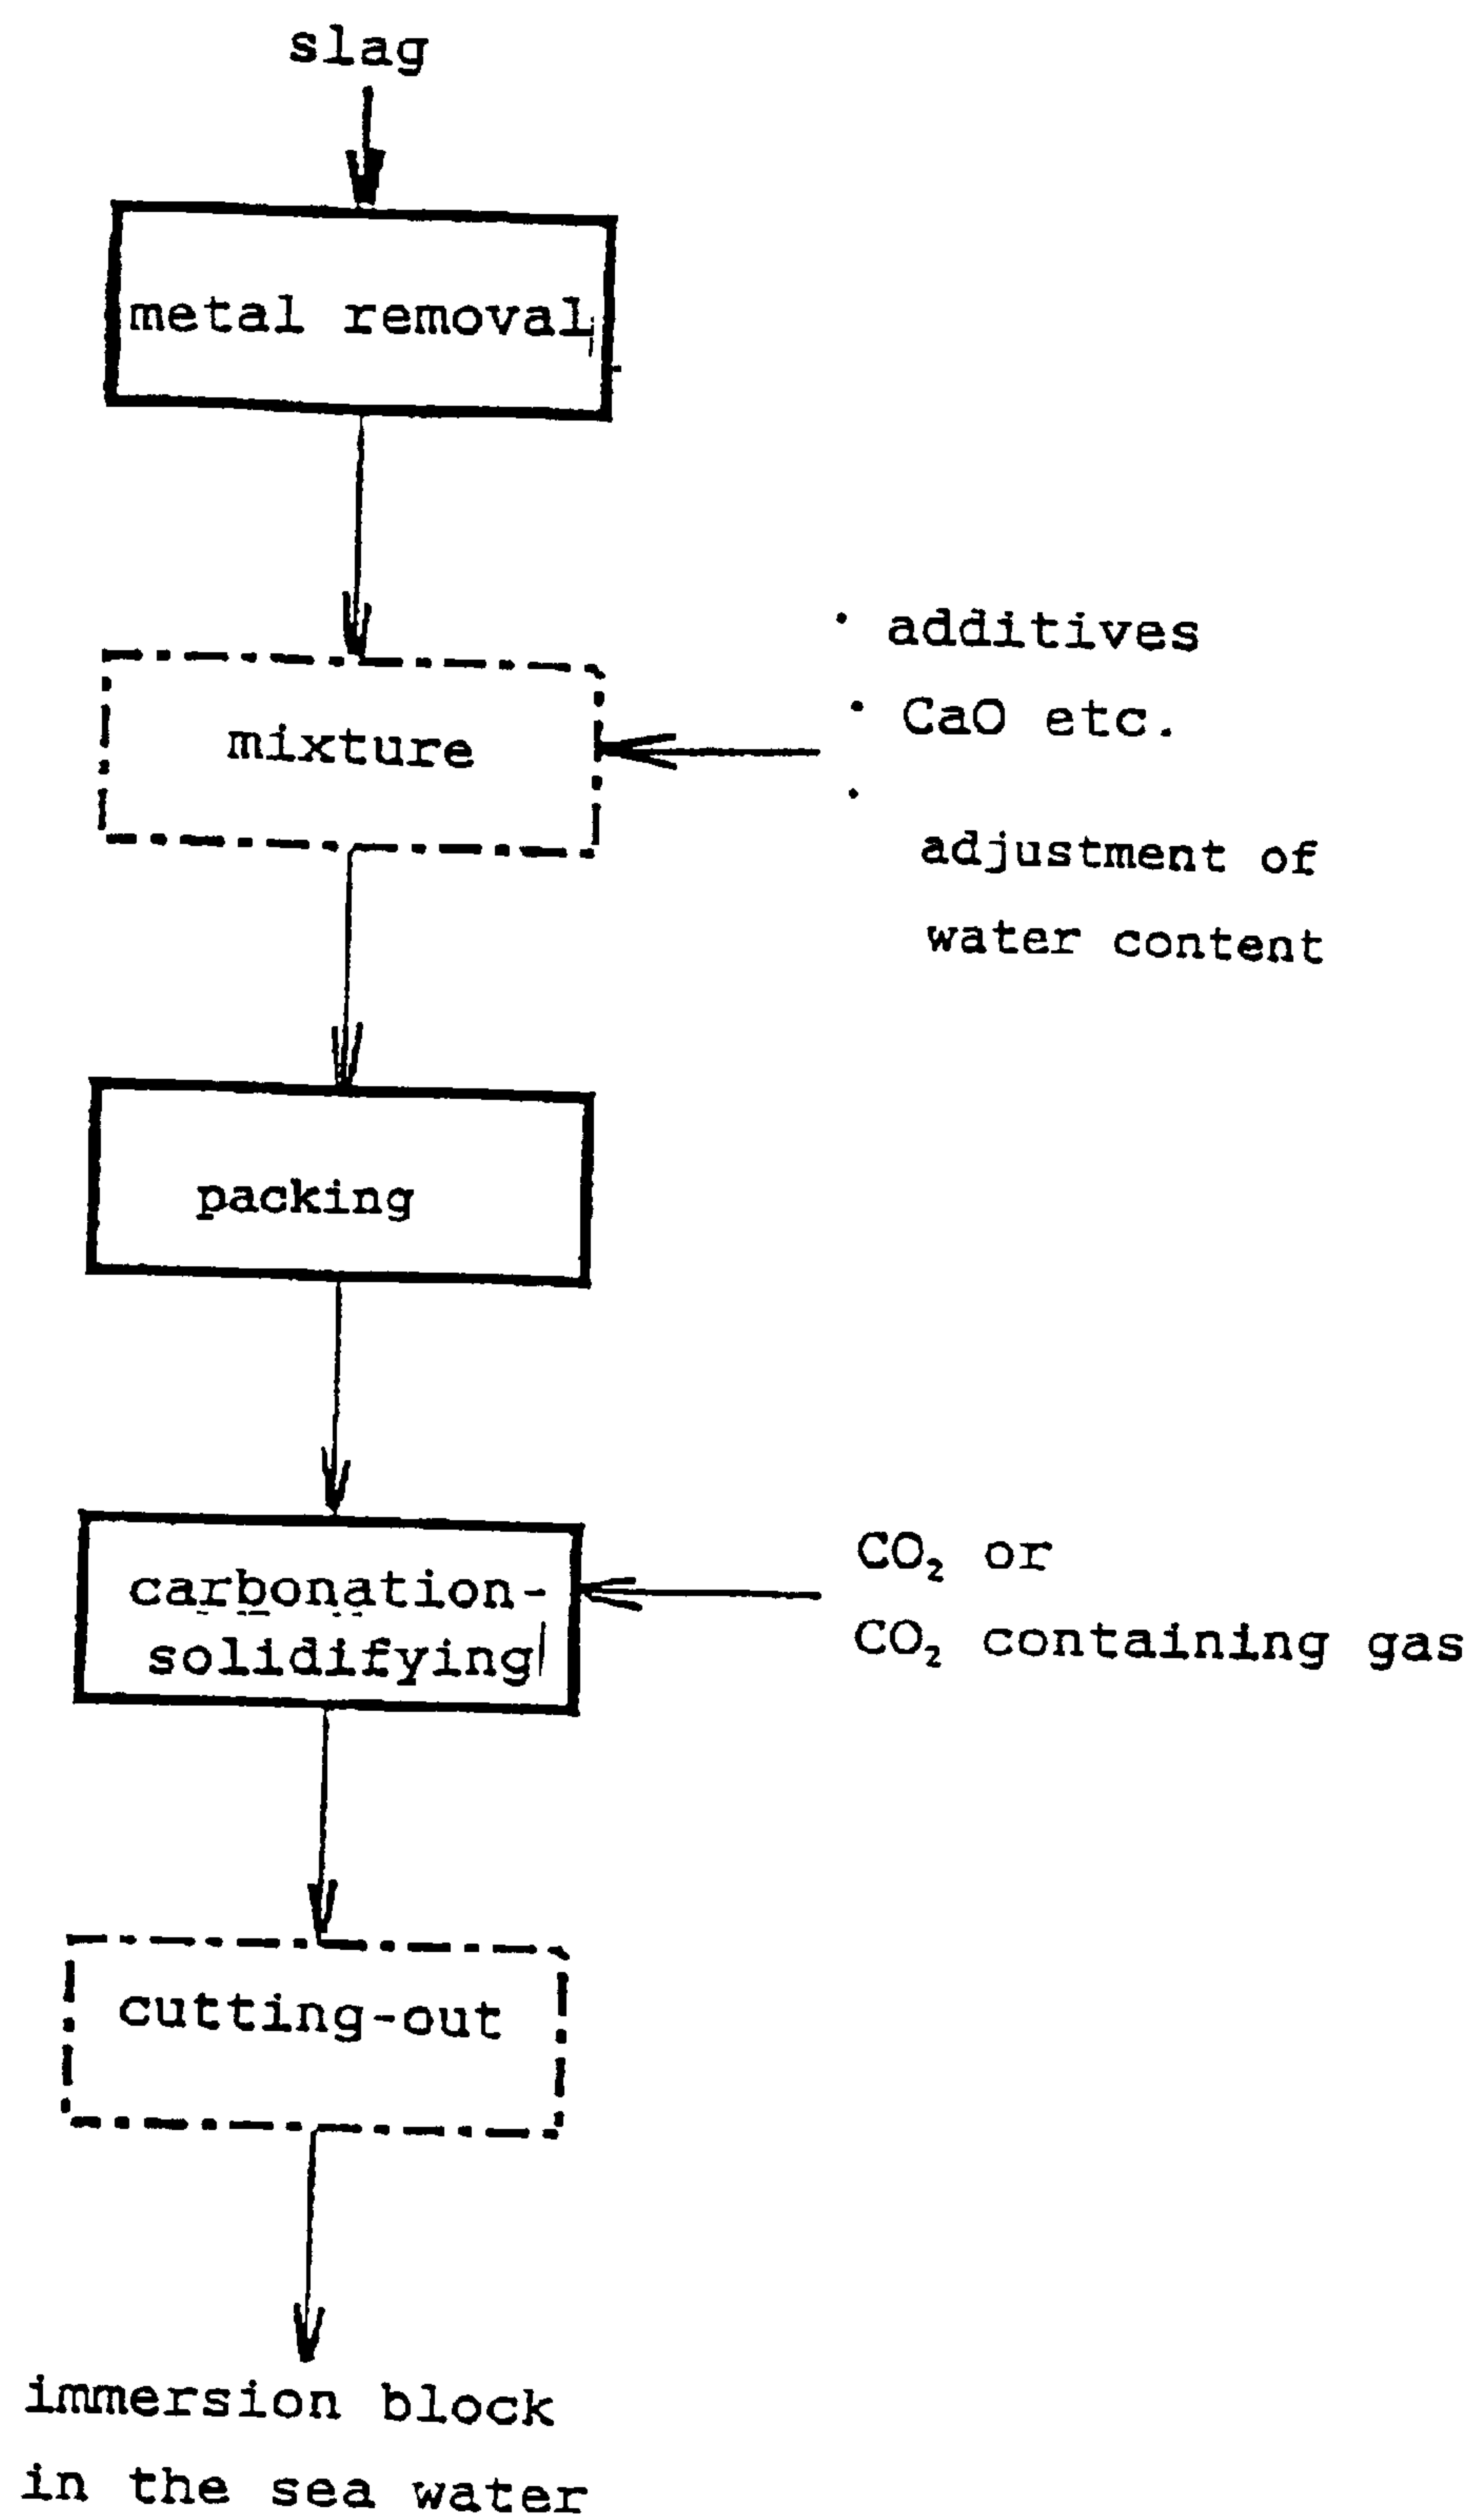 slag
metal removal
mixture
· additives
· CaO etc.
·
adjustment of
water content
packing
carbonation-
solidifying
CO₂ or
CO₂ containing gas
cutting-out
immersion block
in the sea water